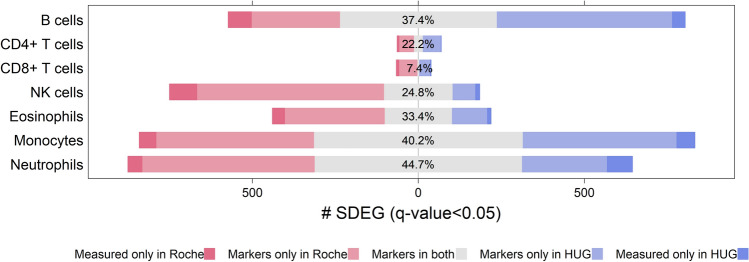 B cells 37.4%
CD4+ T cells 22.2%
CD8+ T cells 7.4%
NK cells 24.8%
Eosinophils 33.4%
Monocytes 40.2%
Neutrophils 44.7%
500 0 500
# SDEG (q-value<0.05)
Measured only in Roche Markers only in Roche Markers in both Markers only in HUG Measured only in HUG